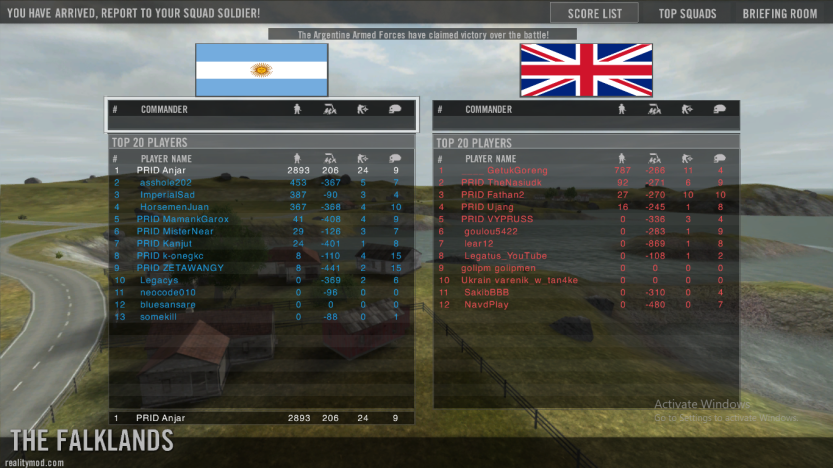 YOU HAVE ARRIVED, REPORT TO YOUR SQUAD SOLDIER! SCORE LIST TOP SQUADS BRIEFING ROOM
The Argentine Armed Forces have claimed victory over the battle!
# COMMANDER
TOP 20 PLAYERS
# PLAYER NAME
1 PRID Anjar 2893 206 24 9
2 asshole202 453 -367 5 7
3 ImperialSad 387 -90 3 4
4 HorsemenJuan 367 -368 4 10
5 PRID MamankGarox 41 -408 4 9
6 PRID MisterNear 29 -126 3 7
7 PRID Kanjut 24 -401 1 8
8 PRID k-onegkc 8 -110 4 15
9 PRID ZETAWANGY 8 -441 2 15
10 Legacys 0 -369 2 6
11 neocode010 0 -96 0 0
12 bluesansare 0 0 0 0
13 somekill 0 -88 0 1
1 PRID Anjar 2893 206 24 9
# COMMANDER
TOP 20 PLAYERS
# PLAYER NAME
1 GetukGoreng 787 -268 11 4
2 PRID TheNasiudk 92 -271 6 9
3 PRID Fathan2 27 -270 10 10
4 PRID Ujang 16 -245 1 8
5 PRID VYPRUSS 0 -336 3 4
6 goulou5422 0 -283 1 9
7 lear12 0 -869 1 8
8 Legatus_YouTube 0 -108 1 2
9 golipm golipmen 0 0 0 0
10 Ukrain varenik_w_tan4ke 0 0 0 0
11 SakibBBB 0 -310 0 4
12 NavdPlay 0 -480 0 7
Activate Windows
Go to Settings to activate Windows.
THE FALKLANDS
realitymod.com